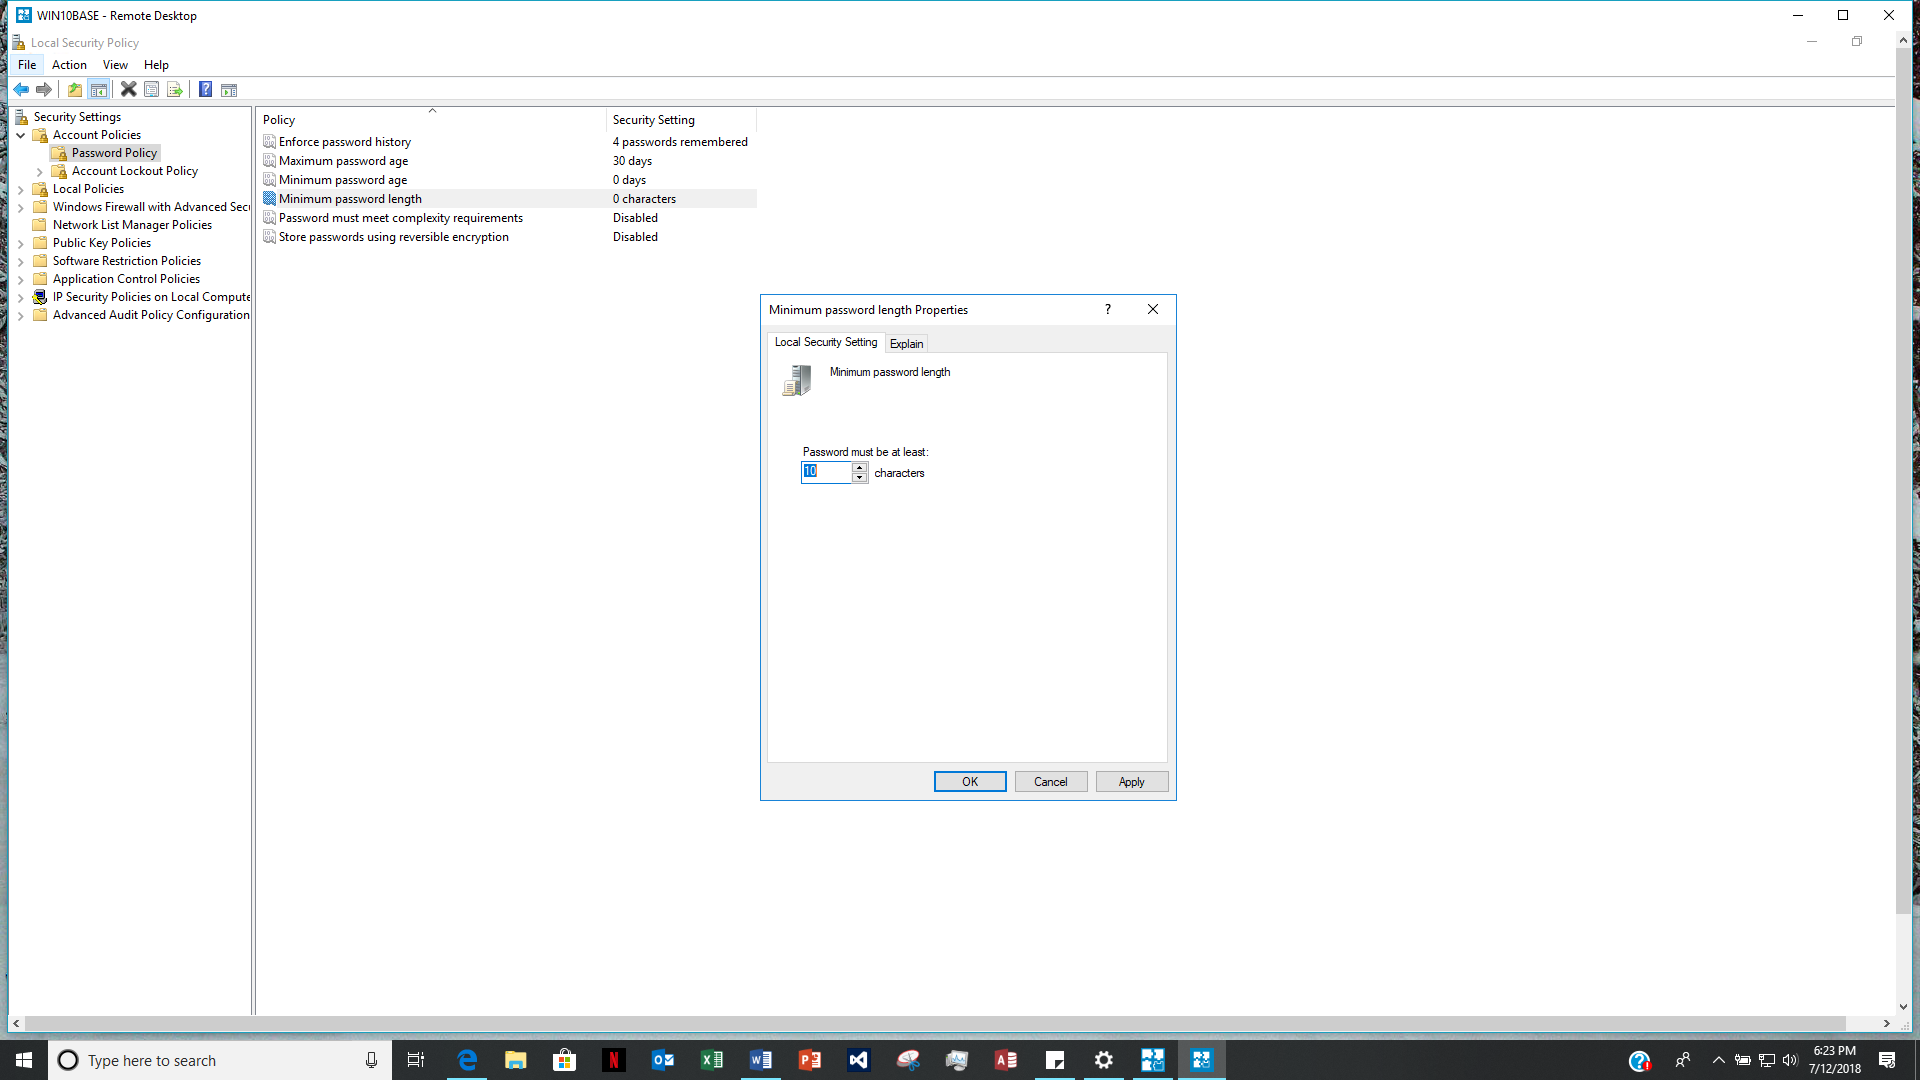 WIN10BASE - Remote Desktop
Local Security Policy
File Action View Help
Security Settings
Account Policies
Password Policy
Account Lockout Policy
Local Policies
Windows Firewall with Advanced Secu
Network List Manager Policies
Public Key Policies
Software Restriction Policies
Application Control Policies
IP Security Policies on Local Compute
Advanced Audit Policy Configuration
Policy Security Setting
Enforce password history 4 passwords remembered
Maximum password age 30 days
Minimum password age 0 days
Minimum password length 0 characters
Password must meet complexity requirements Disabled
Store passwords using reversible encryption Disabled
Minimum password length Properties
Local Security Setting Explain
Minimum password length
Password must be at least:
10 characters
OK Cancel Apply
Type here to search
6:23 PM
7/12/2018